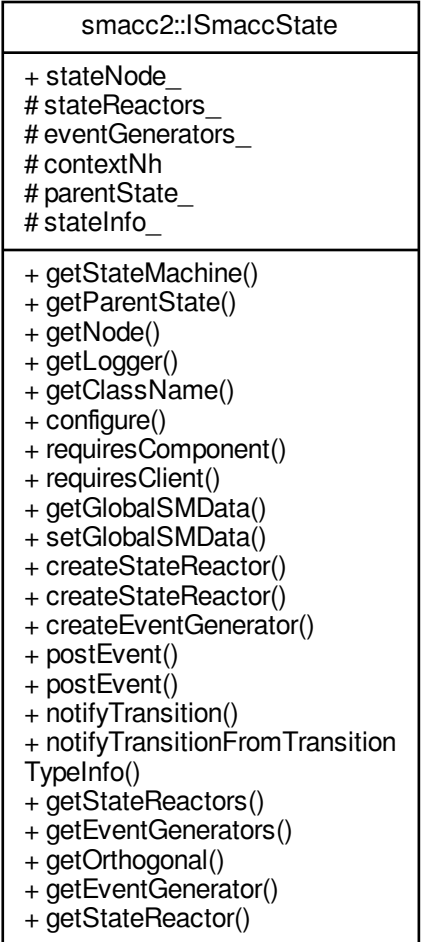 smacc2::ISmaccState
+ stateNode_
# stateReactors_
# eventGenerators_
# contextNh
# parentState_
# stateInfo_
+ getStateMachine()
+ getParentState()
+ getNode()
+ getLogger()
+ getClassName()
+ configure()
+ requiresComponent()
+ requiresClient()
+ getGlobalSMData()
+ setGlobalSMData()
+ createStateReactor()
+ createStateReactor()
+ createEventGenerator()
+ postEvent()
+ postEvent()
+ notifyTransition()
+ notifyTransitionFromTransition
TypeInfo()
+ getStateReactors()
+ getEventGenerators()
+ getOrthogonal()
+ getEventGenerator()
+ getStateReactor()